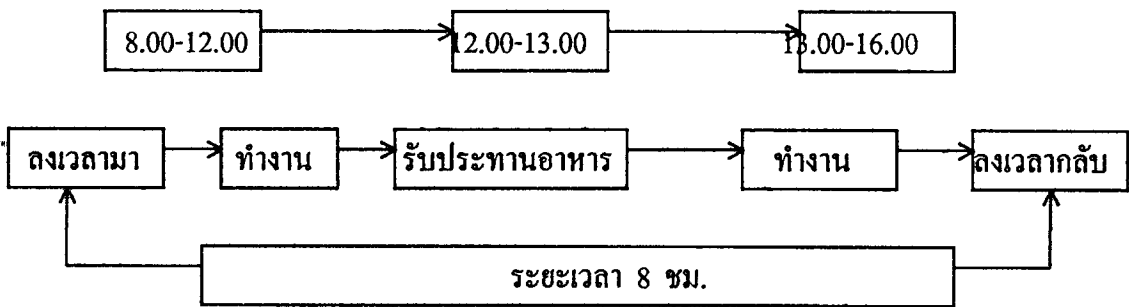 8.00-12.00 12.00-13.00 13.00-16.00
ลงเวลามา ทำงาน รับประทานอาหาร ทำงาน ลงเวลากลับ
ระยะเวลา 8 ชม.